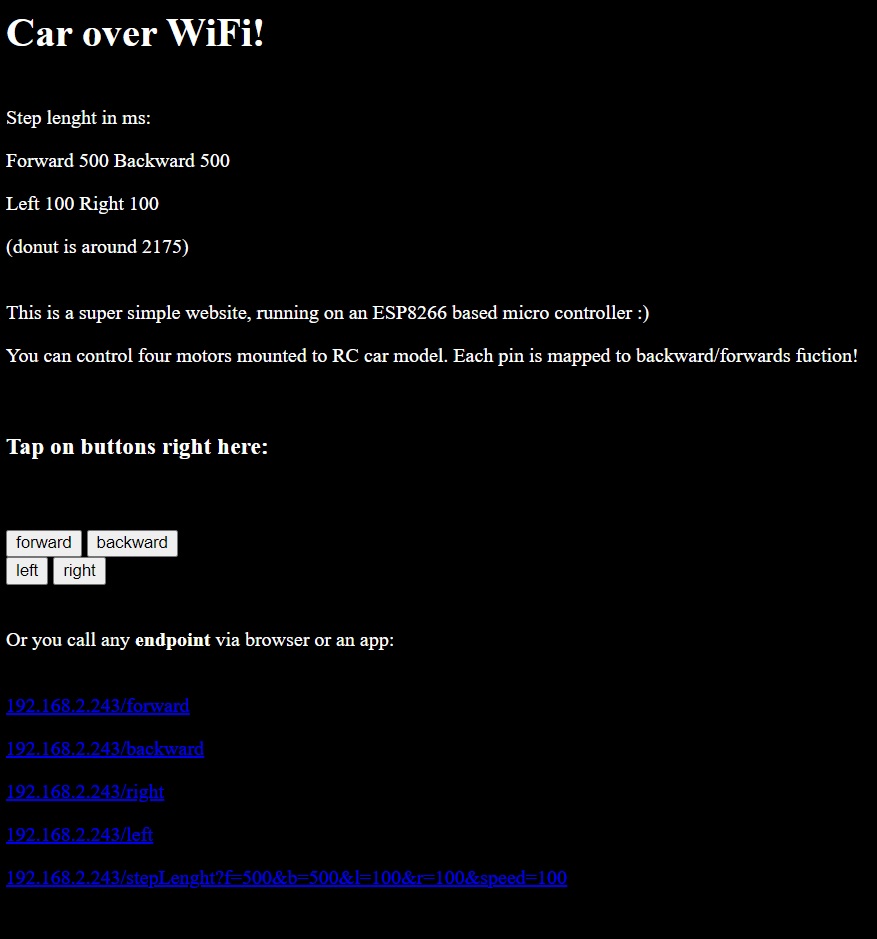 Car over WiFi!
Step lenght in ms:
Forward 500 Backward 500
Left 100 Right 100
(donut is around 2175)
This is a super simple website, running on an ESP8266 based micro controller :)
You can control four motors mounted to RC car model. Each pin is mapped to backward/forwards fuction!
Tap on buttons right here:
forward backward
left right
Or you call any endpoint via browser or an app:
192.168.2.243/forward
192.168.2.243/backward
192.168.2.243/right
192.168.2.243/left
192.168.2.243/stepLenght?f=500&b=500&l=100&r=100&speed=100